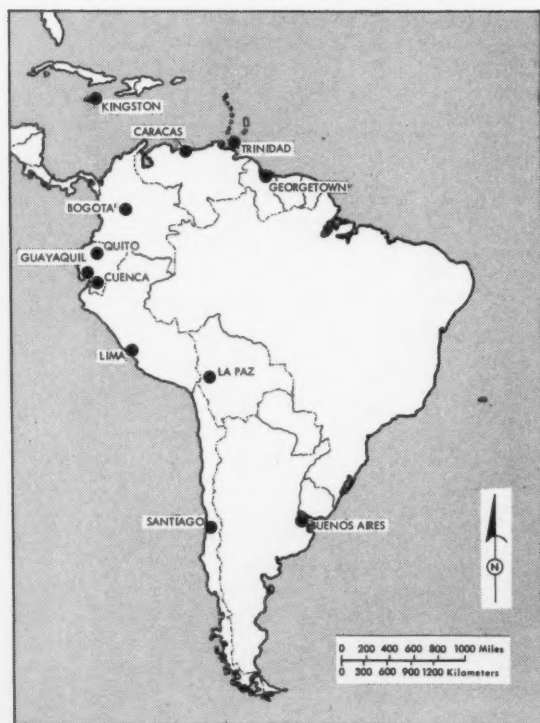 KINGSTON
CARACAS
TRINIDAD
GEORGETOWN
BOGOTA'
QUITO
GUAYAQUIL
CUENCA
LIMA
LA PAZ
SANTIAGO
BUENOS AIRES
N
0 200 400 600 800 1000 Miles
0 300 600 900 1200 Kilometers